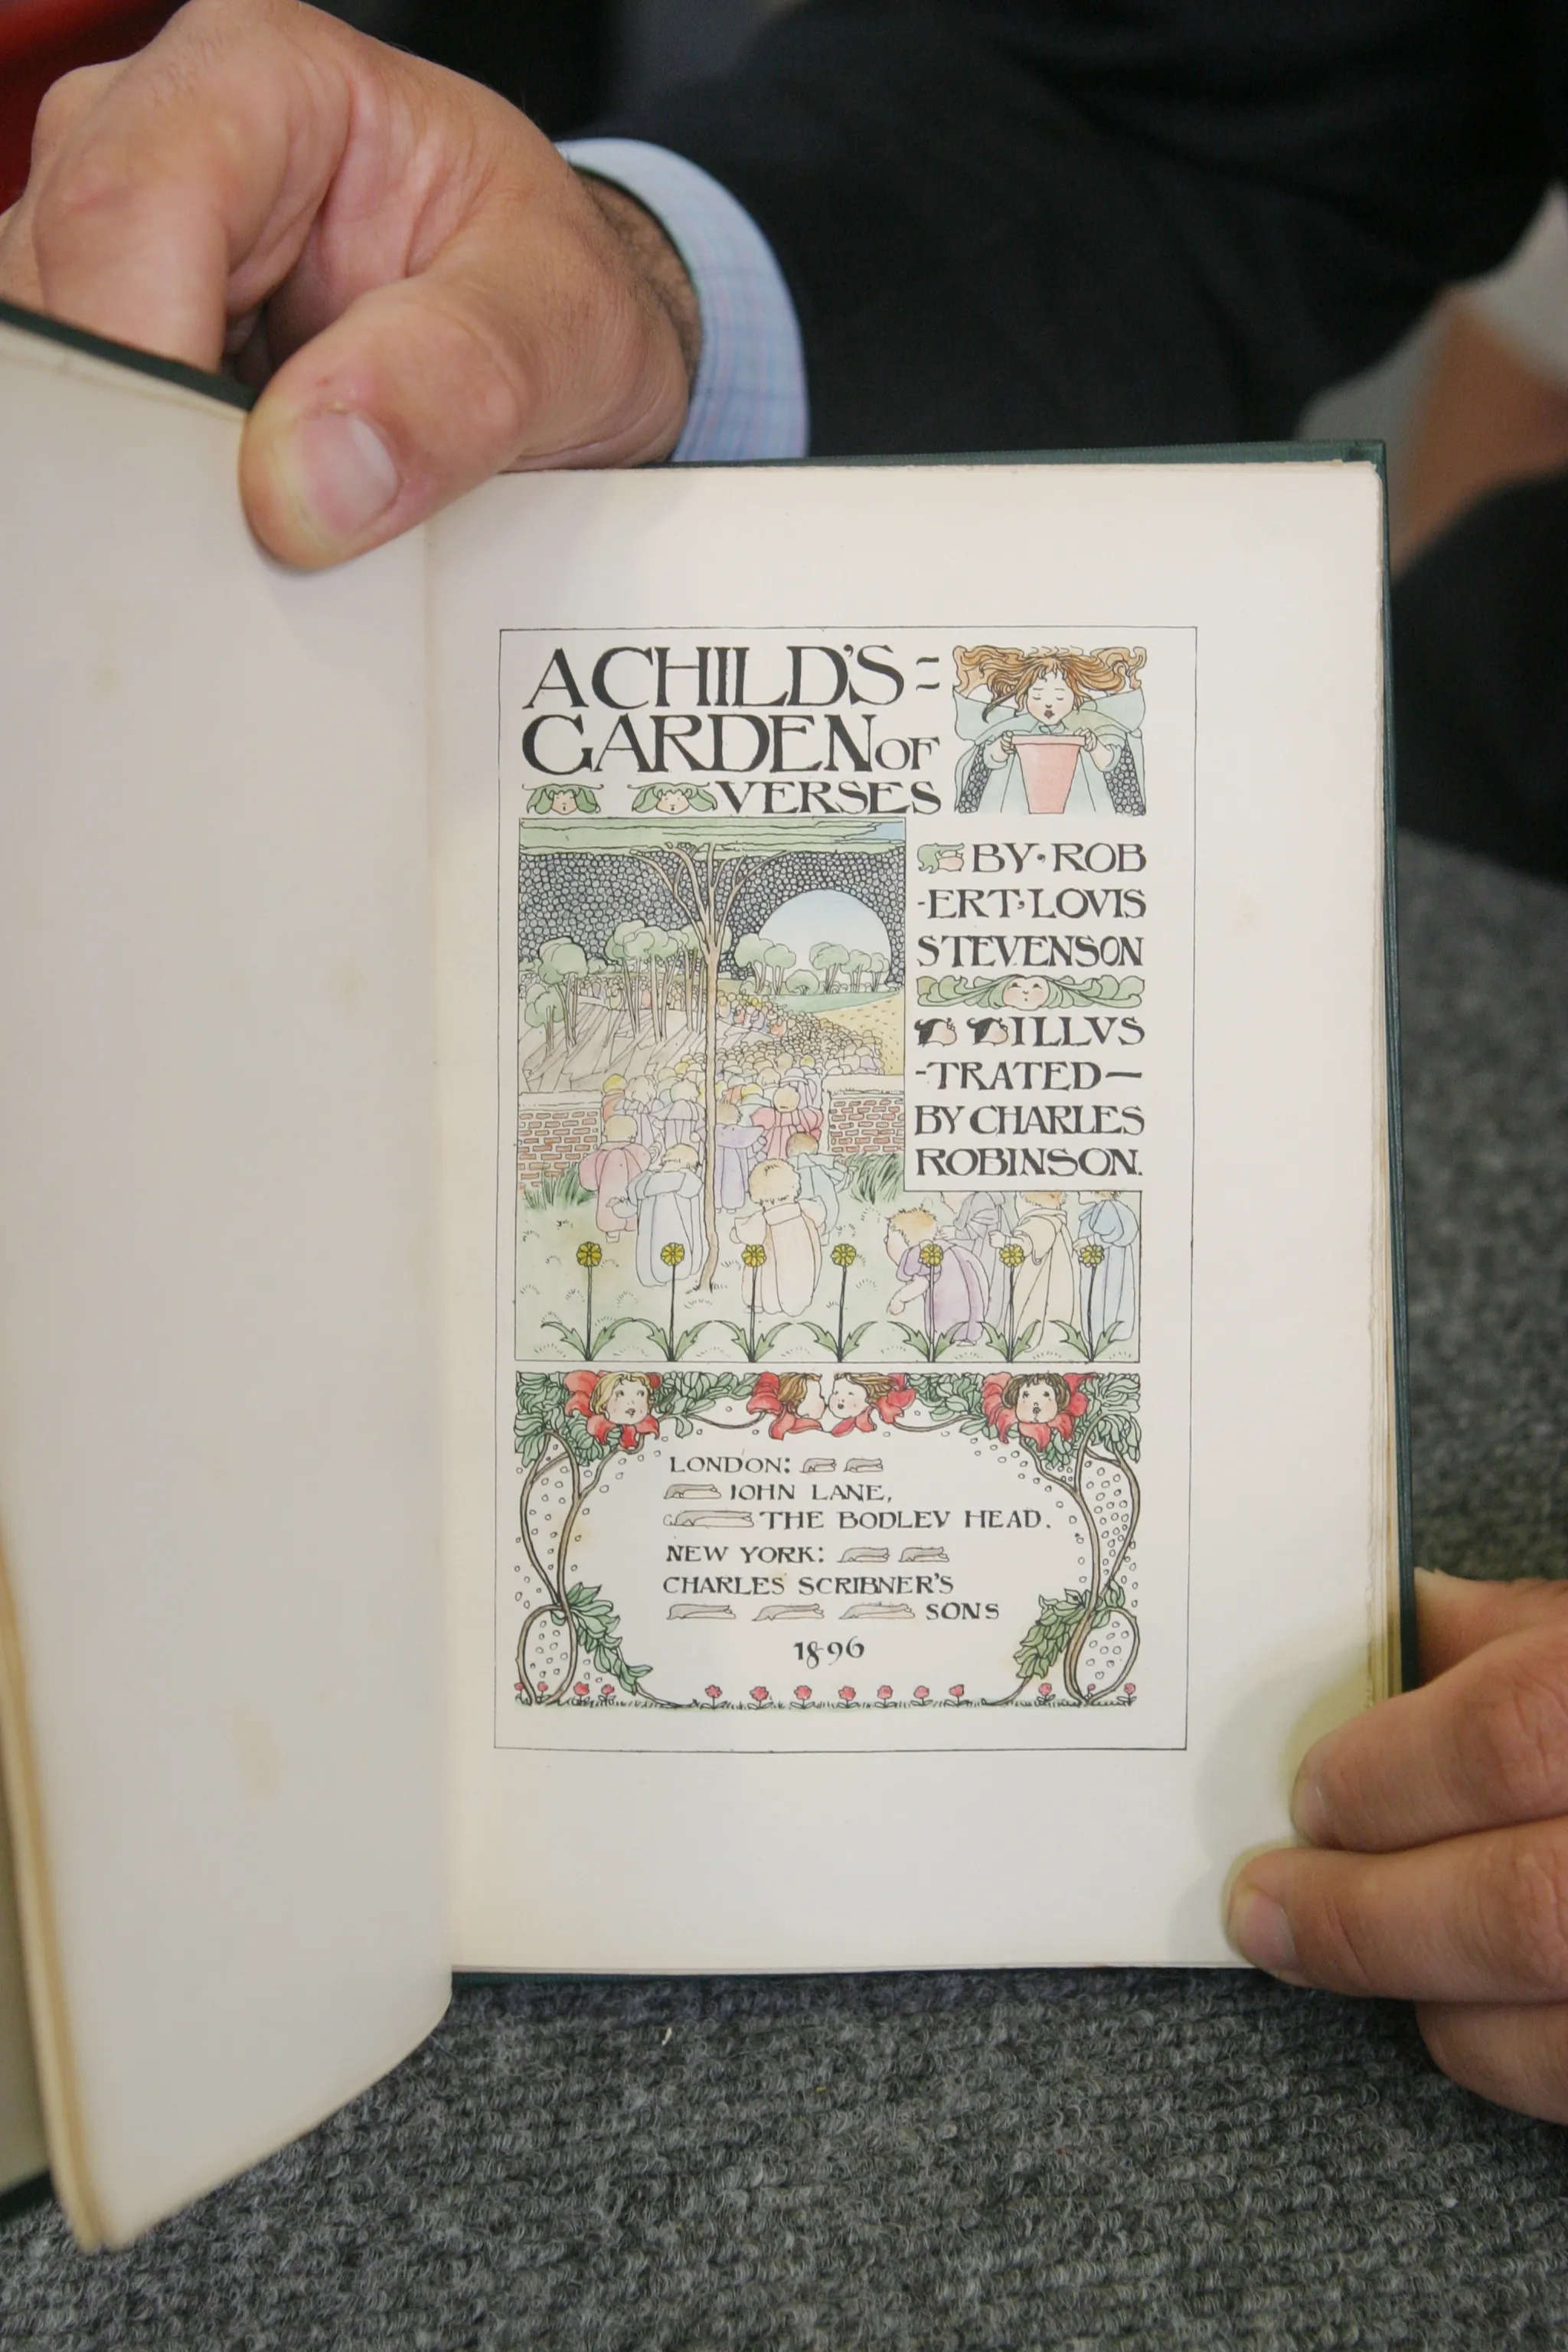 A CHILD'S =
GARDEN OF
VERSES
BY · ROB
-ERT · LOVIS
STEVENSON
ILLVS
-TRATED—
BY CHARLES
ROBINSON.
LONDON:
JOHN LANE,
THE BODLEY HEAD.
NEW YORK:
CHARLES SCRIBNER'S
SONS
1896